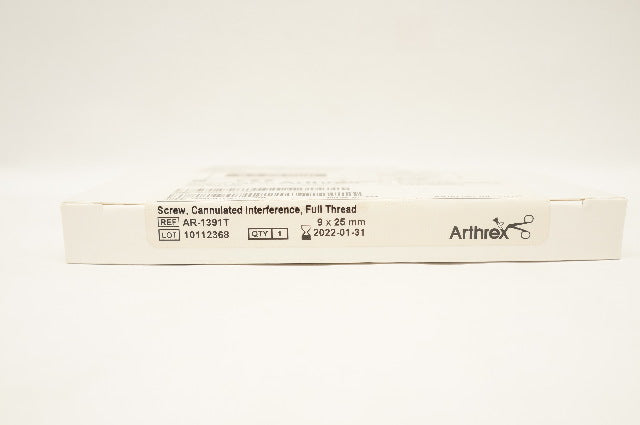 Screw, Cannulated Interference, Full Thread
REF AR-1391T 9 x 25 mm
LOT 10112368 QTY 1 2022-01-31
Arthrex